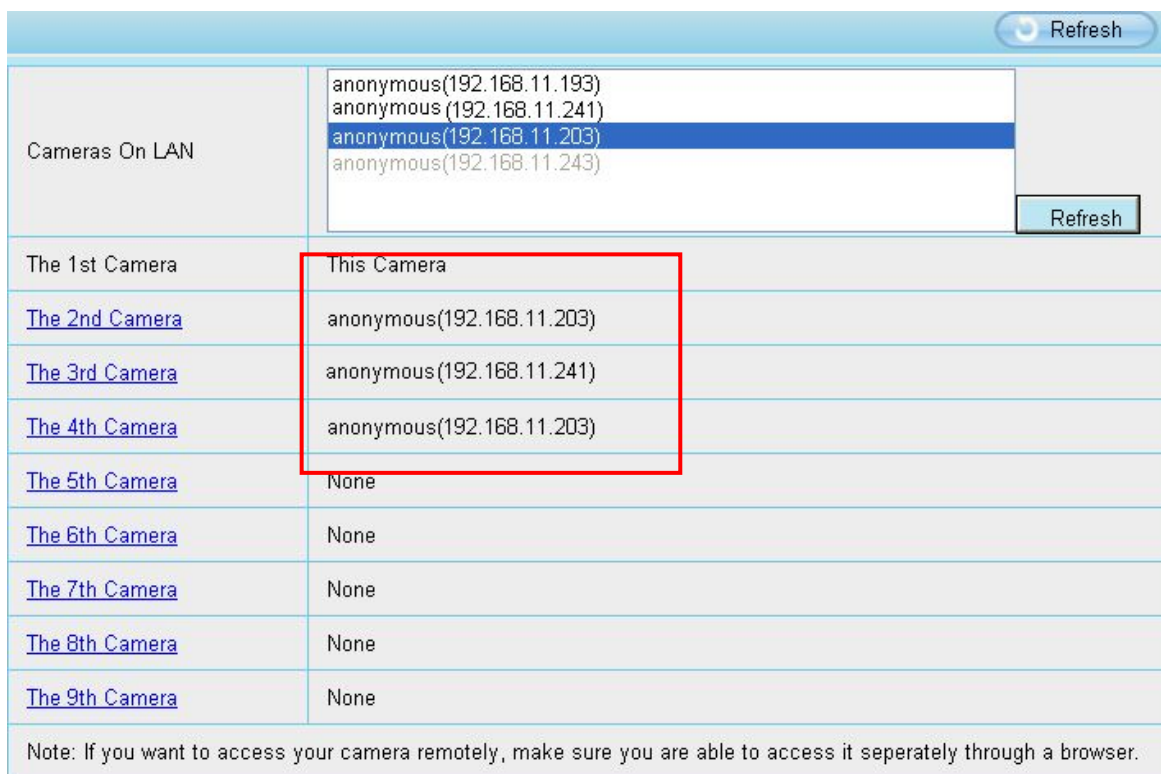 Refresh
Cameras On LAN
anonymous(192.168.11.193)
anonymous (192.168.11.241)
anonymous(192.168.11.203)
anonymous(192.168.11.243)
Refresh
The 1st Camera This Camera
The 2nd Camera anonymous(192.168.11.203)
The 3rd Camera anonymous(192.168.11.241)
The 4th Camera anonymous(192.168.11.203)
The 5th Camera None
The 6th Camera None
The 7th Camera None
The 8th Camera None
The 9th Camera None
Note: If you want to access your camera remotely, make sure you are able to access it seperately through a browser.